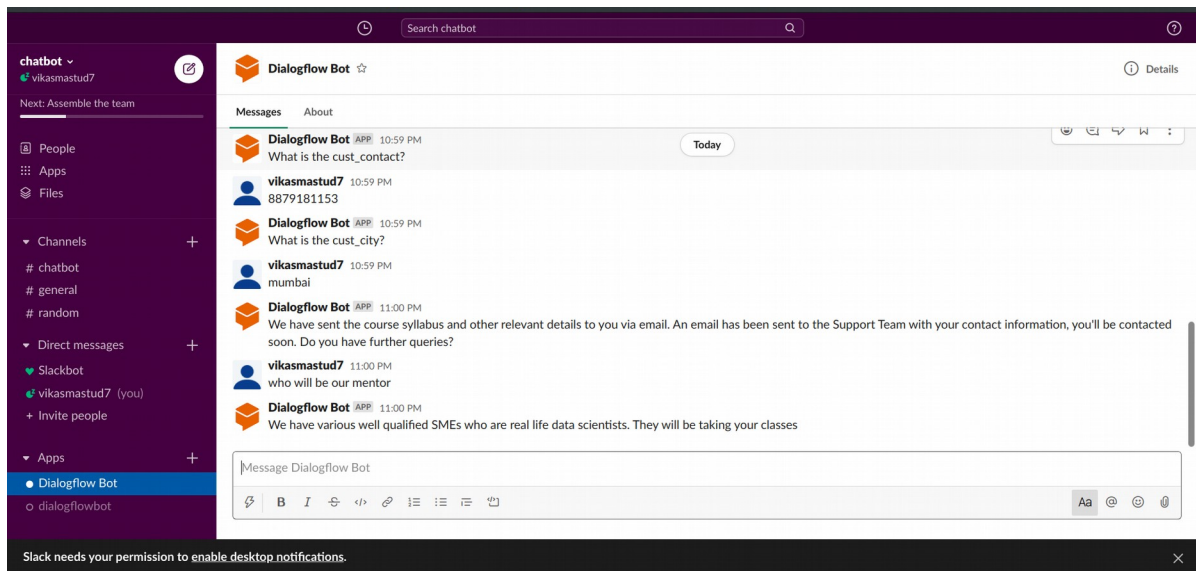 Search chatbot
chatbot
vikasmastud7
Next: Assemble the team
People
Apps
Files
Channels
# chatbot
# general
# random
Direct messages
Slackbot
vikasmastud7 (you)
+ Invite people
Apps
Dialogflow Bot
dialogflowbot
Dialogflow Bot
Details
Messages About
Today
Dialogflow Bot APP 10:59 PM
What is the cust_contact?
vikasmastud7 10:59 PM
8879181153
Dialogflow Bot APP 10:59 PM
What is the cust_city?
vikasmastud7 10:59 PM
mumbai
Dialogflow Bot APP 11:00 PM
We have sent the course syllabus and other relevant details to you via email. An email has been sent to the Support Team with your contact information, you'll be contacted
soon. Do you have further queries?
vikasmastud7 11:00 PM
who will be our mentor
Dialogflow Bot APP 11:00 PM
We have various well qualified SMEs who are real life data scientists. They will be taking your classes
Message Dialogflow Bot
B I S </> Aa @
Slack needs your permission to enable desktop notifications.